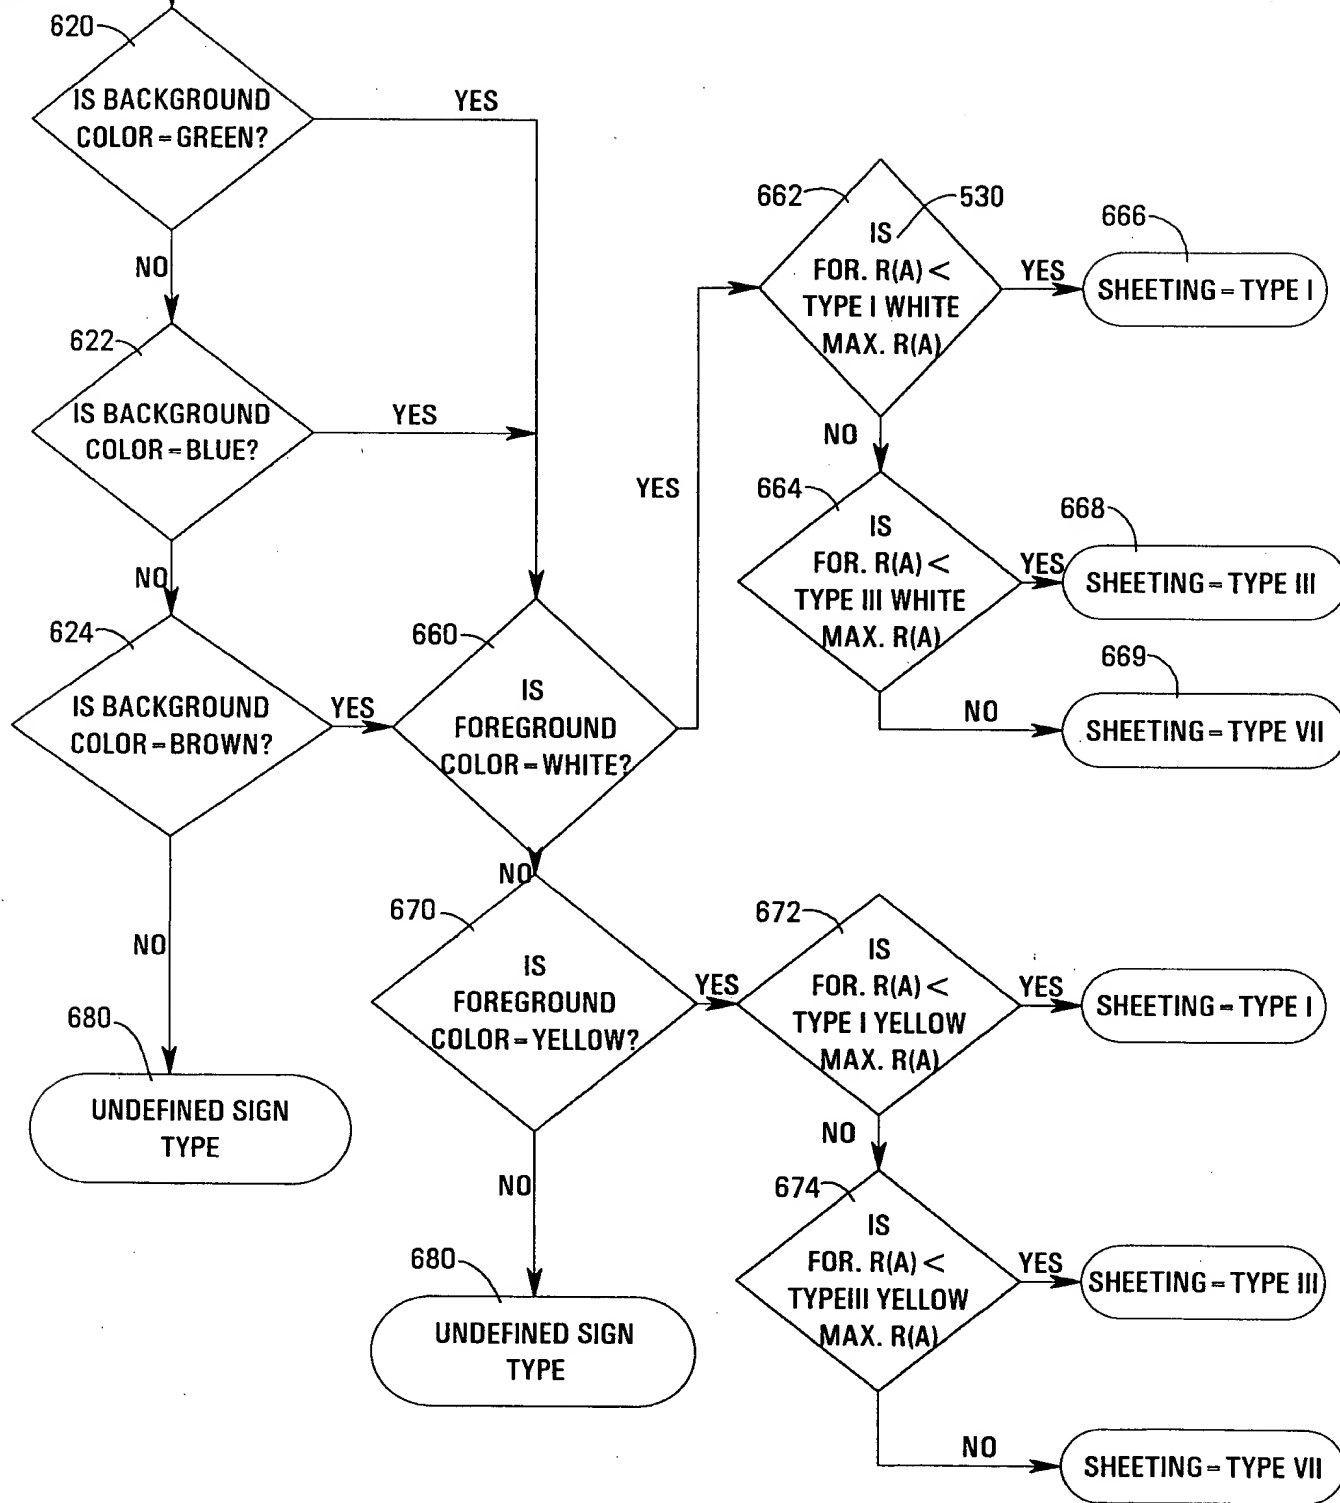 620
IS BACKGROUND
COLOR = GREEN?
YES
NO
622
IS BACKGROUND
COLOR = BLUE?
YES
NO
624
IS BACKGROUND
COLOR = BROWN?
YES
NO
680
UNDEFINED SIGN
TYPE
660
IS
FOREGROUND
COLOR = WHITE?
YES
NO
662
530
IS
FOR. R(A) <
TYPE I WHITE
MAX. R(A)
YES
666
SHEETING = TYPE I
NO
664
IS
FOR. R(A) <
TYPE III WHITE
MAX. R(A)
YES
668
SHEETING = TYPE III
NO
669
SHEETING = TYPE VII
670
IS
FOREGROUND
COLOR = YELLOW?
YES
NO
680
UNDEFINED SIGN
TYPE
672
IS
FOR. R(A) <
TYPE I YELLOW
MAX. R(A)
YES
SHEETING = TYPE I
NO
674
IS
FOR. R(A) <
TYPEIII YELLOW
MAX. R(A)
YES
SHEETING = TYPE III
NO
SHEETING = TYPE VII